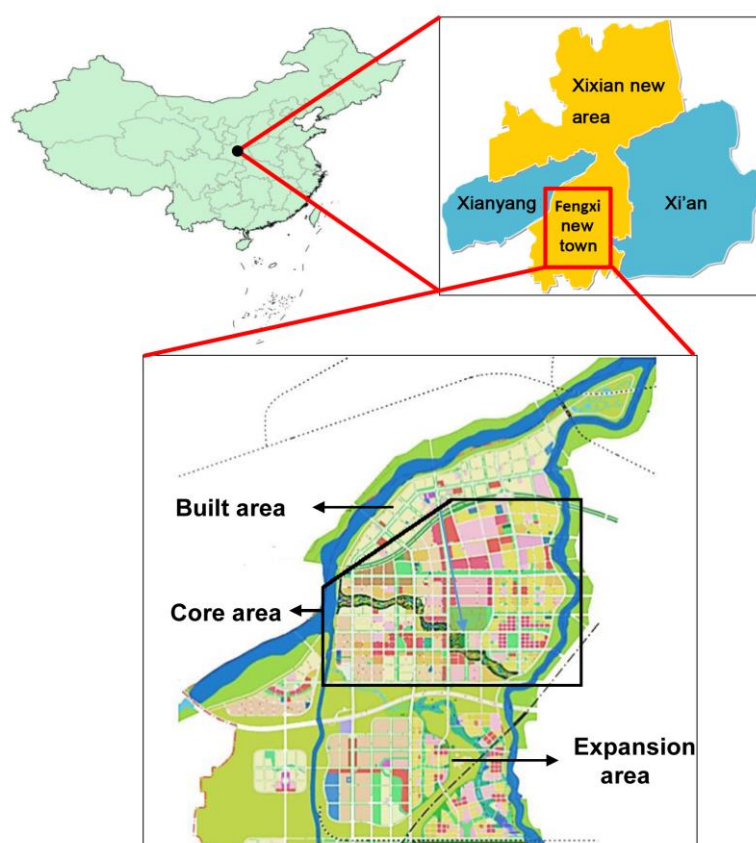 Xixian new
area
Xianyang
Fengxi
new
town
Xi'an
Built area
Core area
Expansion
area